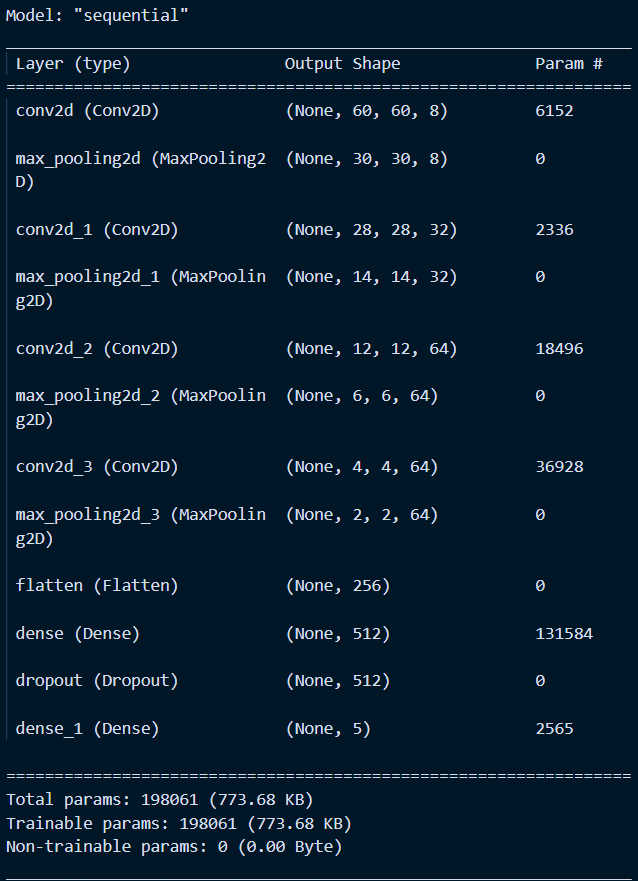 Model: "sequential"
Layer (type) Output Shape Param #
=================================================================
conv2d (Conv2D) (None, 60, 60, 8) 6152
max_pooling2d (MaxPooling2 (None, 30, 30, 8) 0
D)
conv2d_1 (Conv2D) (None, 28, 28, 32) 2336
max_pooling2d_1 (MaxPoolin (None, 14, 14, 32) 0
g2D)
conv2d_2 (Conv2D) (None, 12, 12, 64) 18496
max_pooling2d_2 (MaxPoolin (None, 6, 6, 64) 0
g2D)
conv2d_3 (Conv2D) (None, 4, 4, 64) 36928
max_pooling2d_3 (MaxPoolin (None, 2, 2, 64) 0
g2D)
flatten (Flatten) (None, 256) 0
dense (Dense) (None, 512) 131584
dropout (Dropout) (None, 512) 0
dense_1 (Dense) (None, 5) 2565
=================================================================
Total params: 198061 (773.68 KB)
Trainable params: 198061 (773.68 KB)
Non-trainable params: 0 (0.00 Byte)